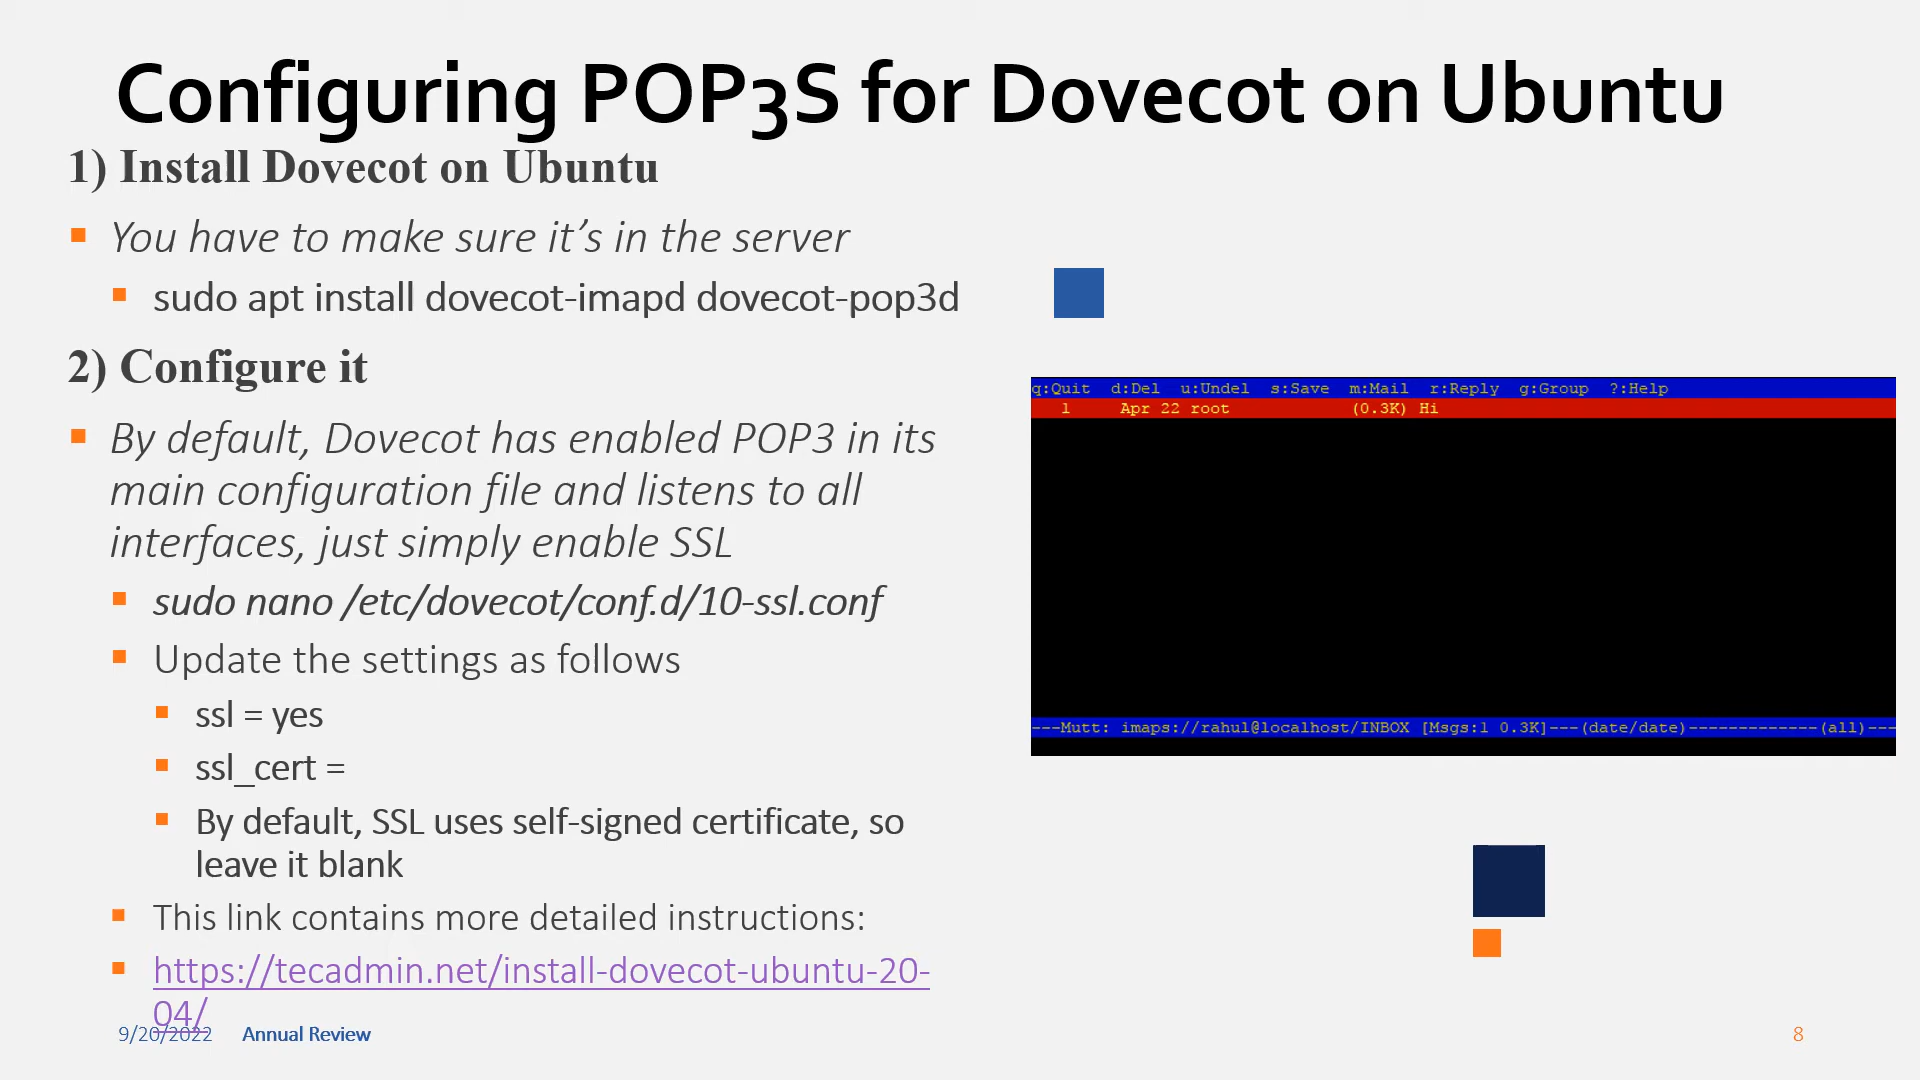 Configuring POP3S for Dovecot on Ubuntu
1) Install Dovecot on Ubuntu
You have to make sure it’s in the server
sudo apt install dovecot-imapd dovecot-pop3d
2) Configure it
By default, Dovecot has enabled POP3 in its
main configuration file and listens to all
interfaces, just simply enable SSL
sudo nano /etc/dovecot/conf.d/10-ssl.conf
Update the settings as follows
ssl = yes
ssl_cert =
By default, SSL uses self-signed certificate, so
leave it blank
This link contains more detailed instructions:
https://tecadmin.net/install-dovecot-ubuntu-20-
04/
q:Quit  d:Del  u:Undel  s:Save  m:Mail  r:Reply  g:Group  ?:Help
1     Apr 22 root            (0.3K) Hi
---Mutt: imaps://rahul@localhost/INBOX [Msgs:1 0.3K]---(date/date)-------------(all)---
9/20/2022
Annual Review
8